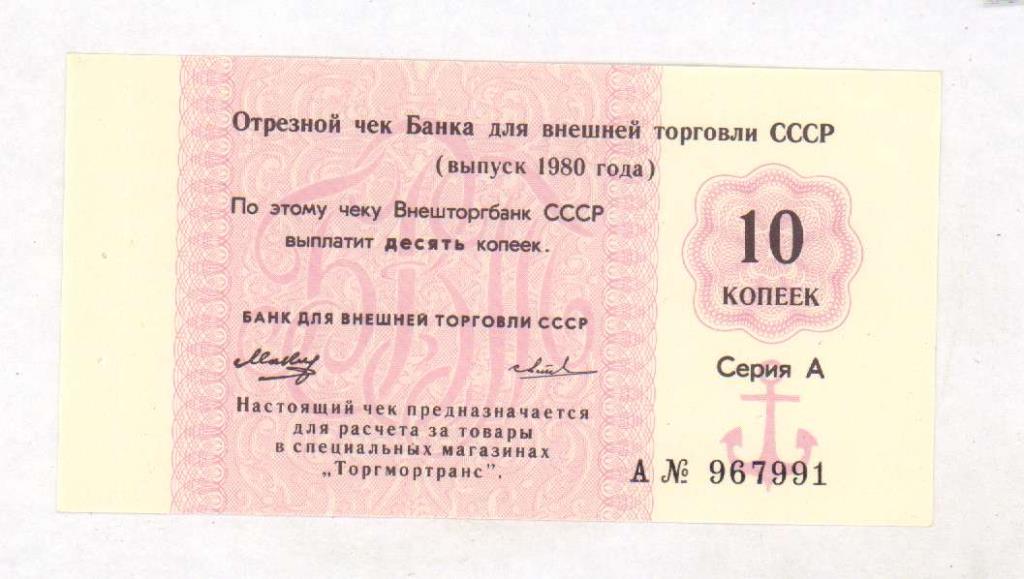 Отрезной чек Банка для внешней торговли СССР
(выпуск 1980 года)
По этому чеку Внешторгбанк СССР
выплатит десять копеек.
10
КОПЕЕК
БАНК ДЛЯ ВНЕШНЕЙ ТОРГОВЛИ СССР
Серия А
Настоящий чек предназначается
для расчета за товары
в специальных магазинах
„Торгмортранс".
А № 967991